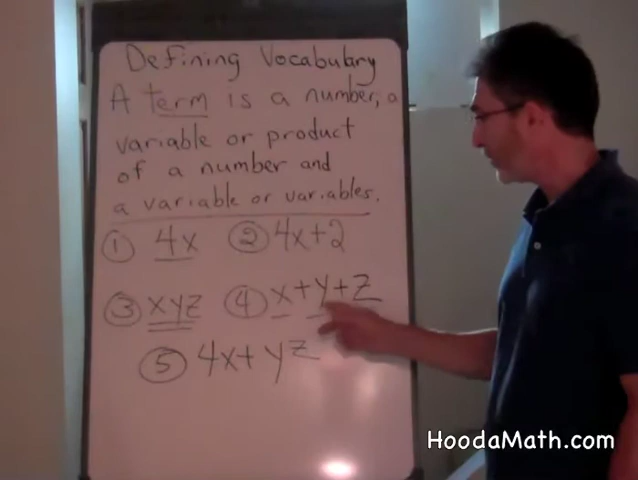 Defining Vocabulary
A term is a number, a
variable or product
of a number and
a variable or variables.
① 4x ② 4x+2
③ xyz ④ x+y+z
⑤ 4x+yz
HoodaMath.com